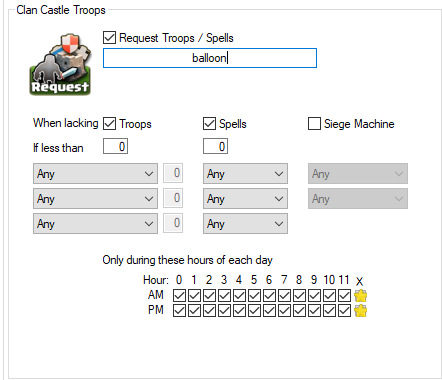 Clan Castle Troops
Request Troops / Spells
balloon
Request
When lacking Troops Spells Siege Machine
If less than 0 0
Any 0 Any Any
Any 0 Any Any
Any 0 Any
Only during these hours of each day
Hour: 0 1 2 3 4 5 6 7 8 9 10 11 X
AM
PM